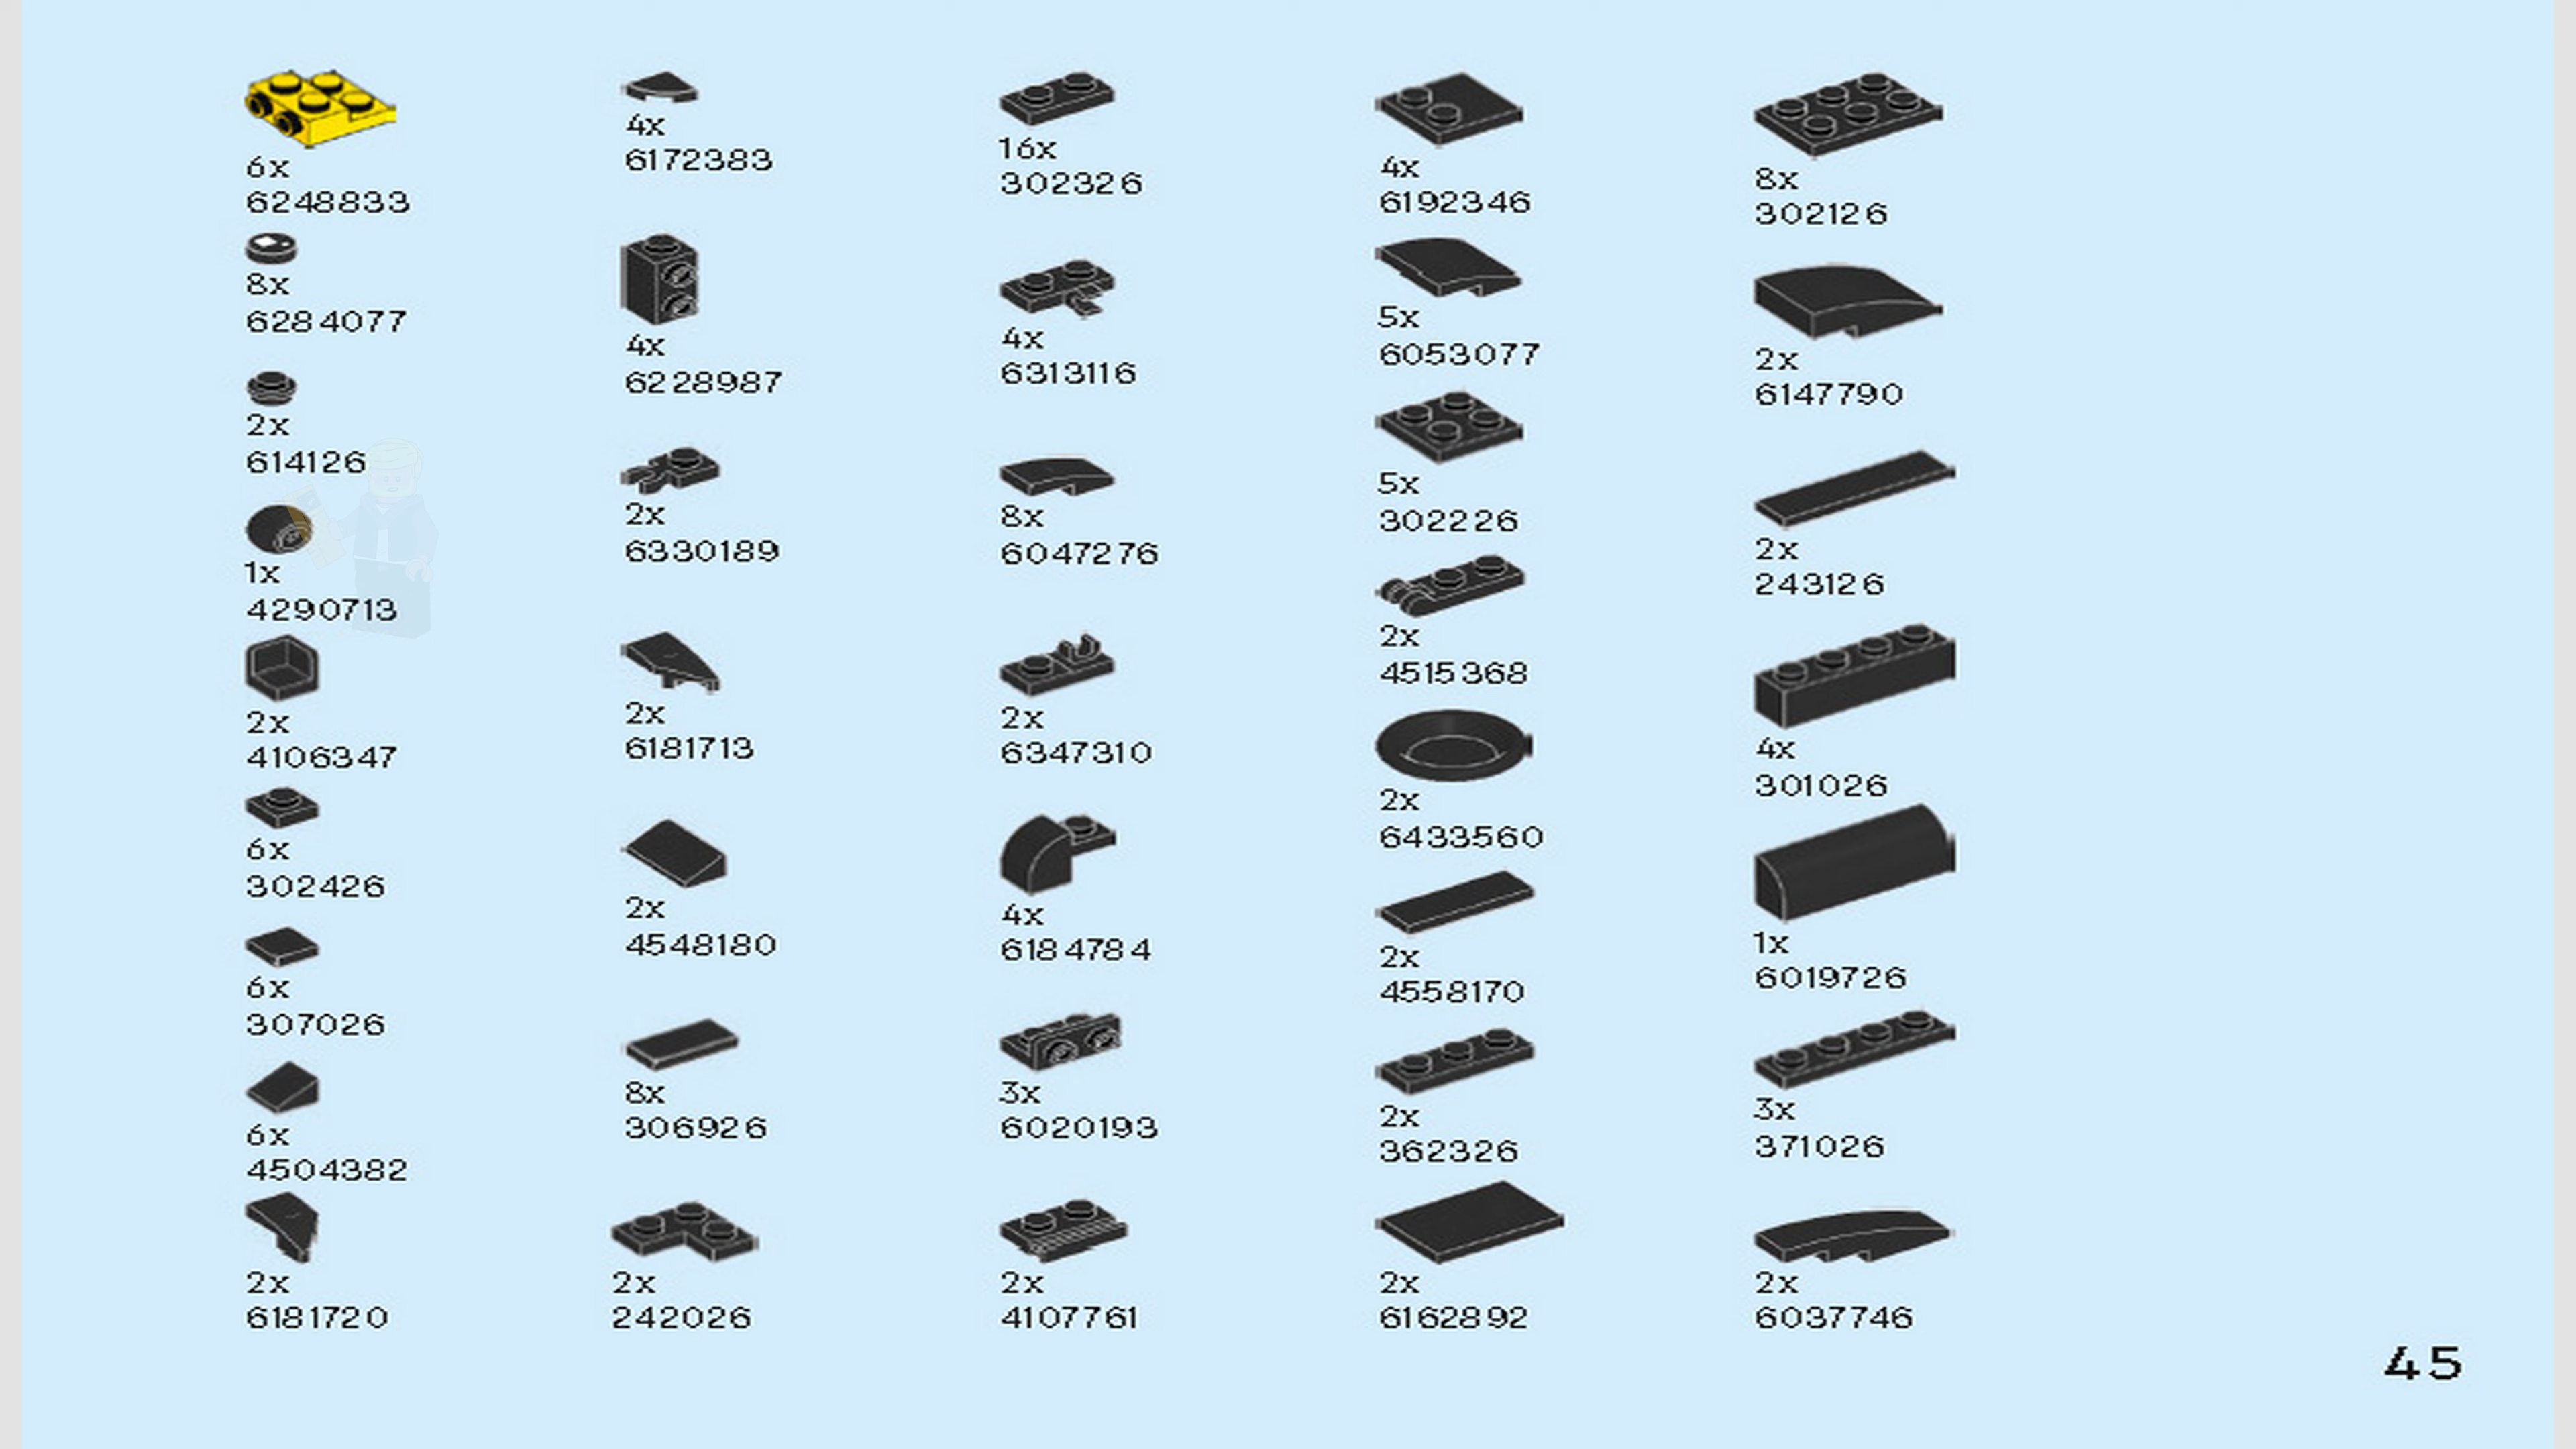 6x
6248833
8x
6284077
2x
614126
1x
4290713
2x
4106347
6x
302426
6x
307026
6x
4504382
2x
6181720
4x
6172383
4x
6228987
2x
6330189
2x
6181713
2x
4548180
8x
306926
2x
242026
16x
302326
4x
6313116
8x
6047276
2x
6347310
4x
6184784
3x
6020193
2x
4107761
4x
6192346
5x
6053077
5x
302226
2x
4515368
2x
6433560
2x
4558170
2x
362326
2x
6162892
8x
302126
2x
6147790
2x
243126
4x
301026
1x
6019726
3x
371026
2x
6037746
45